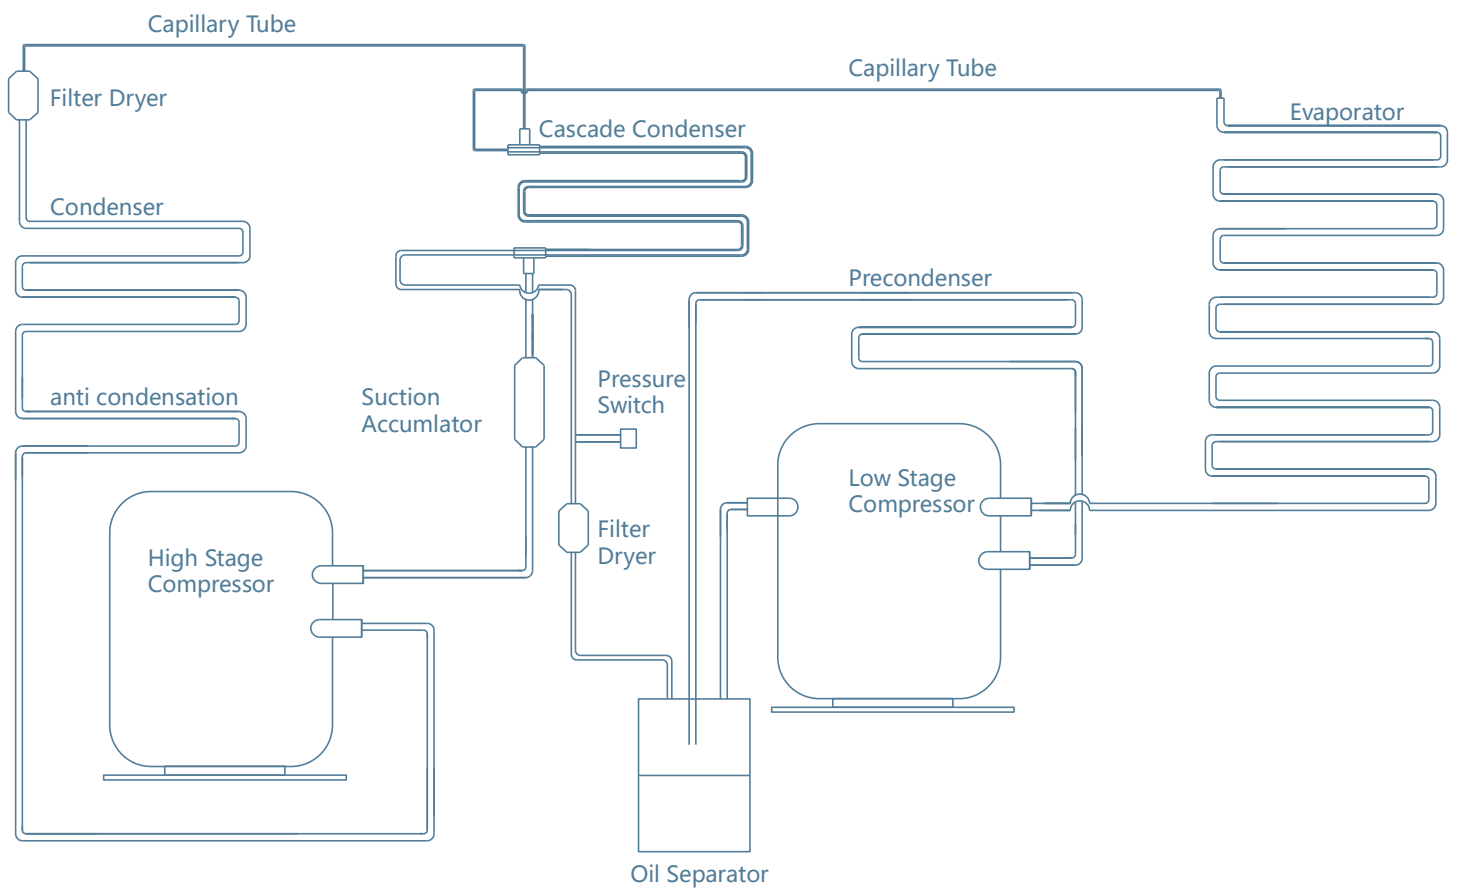 Capillary Tube
Capillary Tube
Filter Dryer
Evaporator
Cascade Condenser
Condenser
Precondenser
anti condensation
Suction
Accumlator
Pressure
Switch
Low Stage
Compressor
Filter
Dryer
High Stage
Compressor
Oil Separator